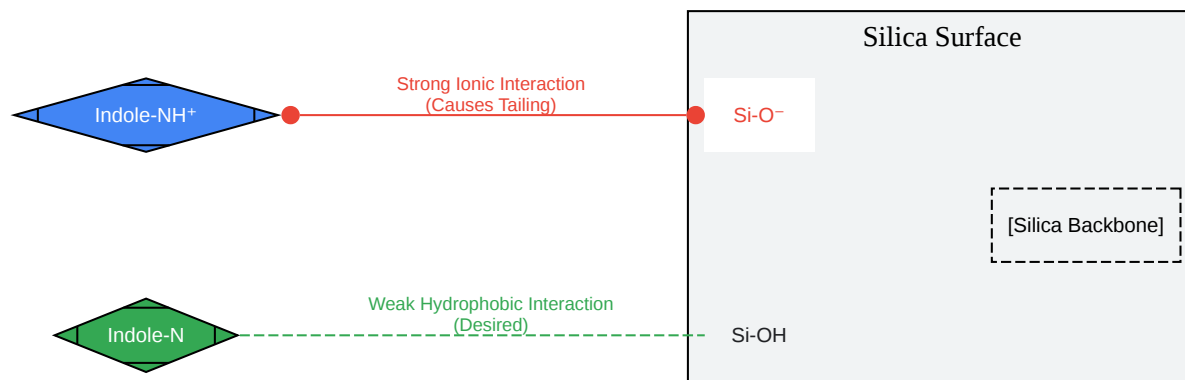 Silica Surface
Strong Ionic Interaction
(Causes Tailing)
Indole-NH⁺
Si-O⁻
[Silica Backbone]
Weak Hydrophobic Interaction
(Desired)
Indole-N
Si-OH